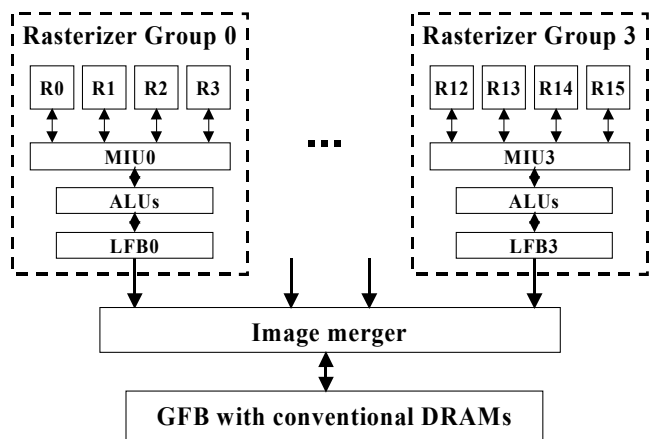 Rasterizer Group 0
R0 R1 R2 R3
MIU0
ALUs
LFB0
...
Rasterizer Group 3
R12 R13 R14 R15
MIU3
ALUs
LFB3
Image merger
GFB with conventional DRAMs